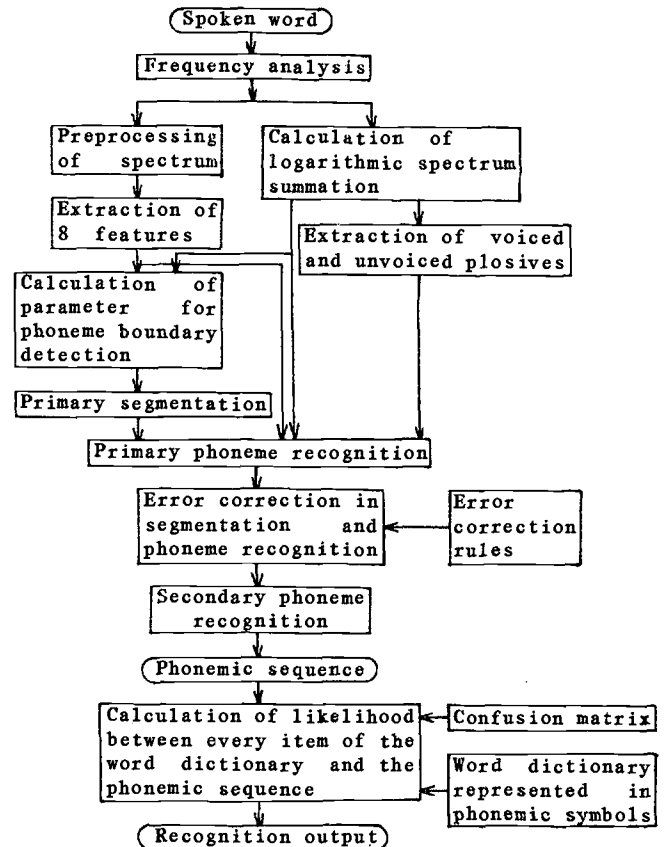 Spoken word
Frequency analysis
Preprocessing
of spectrum
Calculation of
logarithmic spectrum
summation
Extraction of
8 features
Extraction of voiced
and unvoiced plosives
Calculation of
parameter for
phoneme boundary
detection
Primary segmentation
Primary phoneme recognition
Error correction in
segmentation and
phoneme recognition
Error
correction
rules
Secondary phoneme
recognition
Phonemic sequence
Calculation of likelihood
between every item of the
word dictionary and the
phonemic sequence
Confusion matrix
Word dictionary
represented in
phonemic symbols
Recognition output